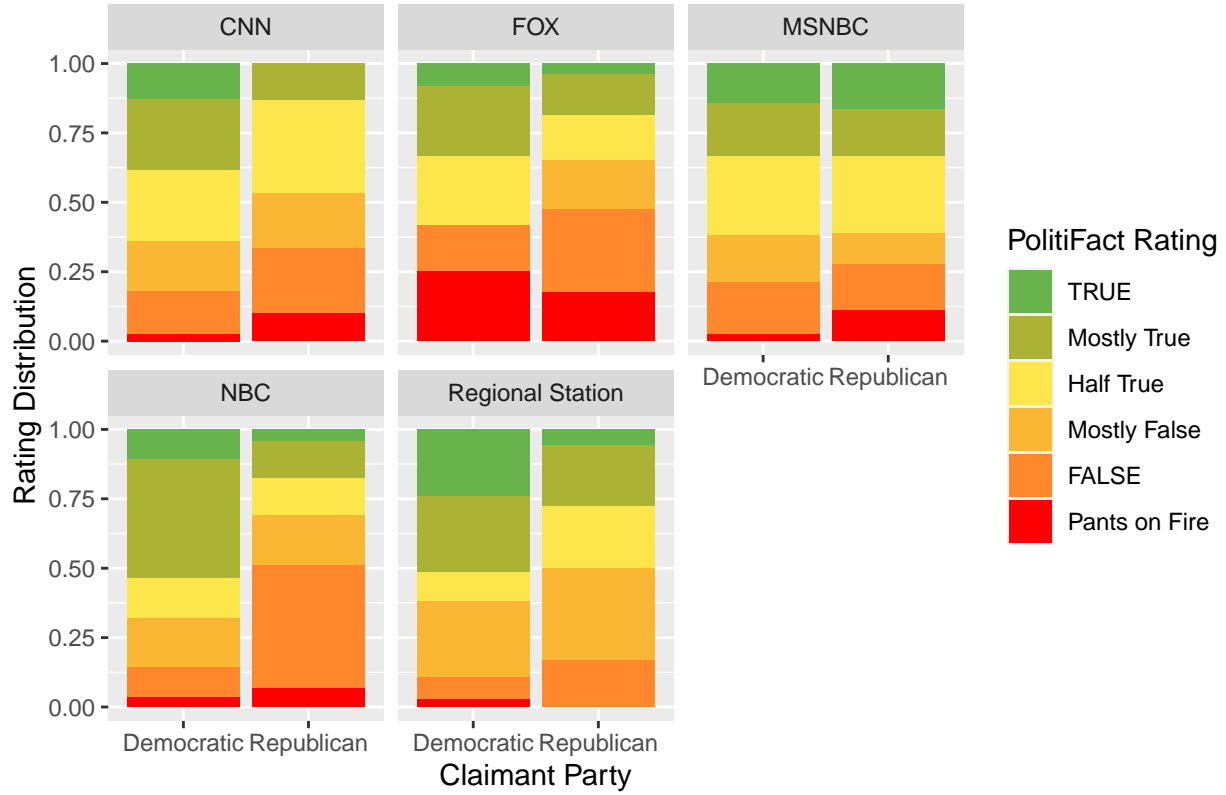 CNN FOX MSNBC
1.00
0.75
0.50
0.25
0.00
Democratic Republican
NBC Regional Station
1.00
0.75
0.50
0.25
0.00
Democratic Republican Democratic Republican
Rating Distribution
Claimant Party
PolitiFact Rating
TRUE
Mostly True
Half True
Mostly False
FALSE
Pants on Fire